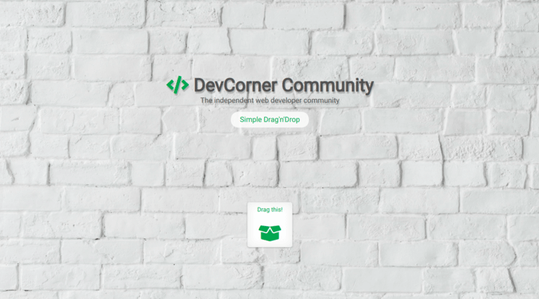 </> DevCorner Community
The independent web developer community
Simple Drag'n'Drop
Drag this!